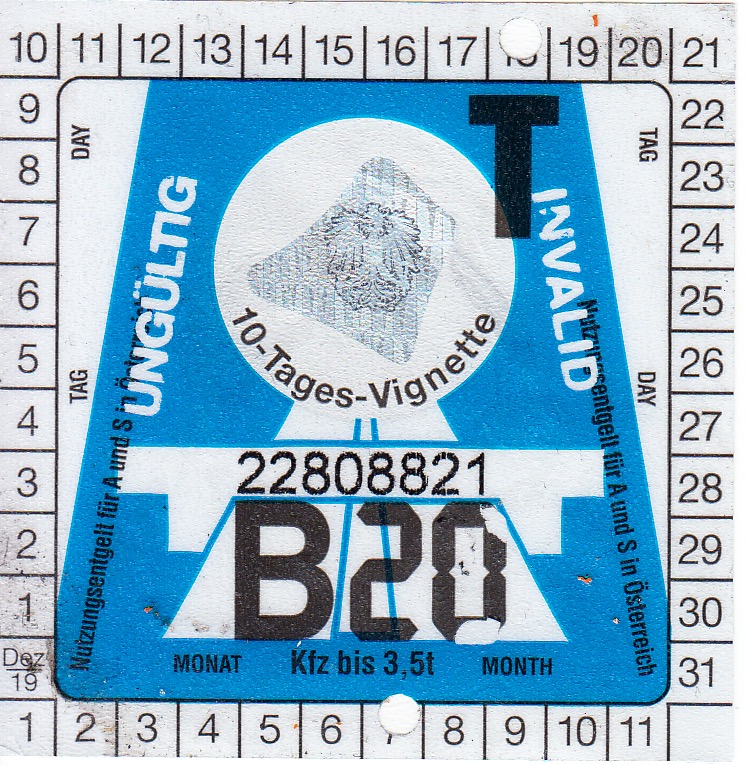 10 11 12 13 14 15 16 17 18 19 20 21
9
8
7
6
5
4
3
2
1
Dez
19
22
23
24
25
26
27
28
29
30
31
DAY
TAG
TAG
DAY
T
UNGÜLTIG
INVALID
10-Tages-Vignette
Nutzungsentgelt für A und S in Österreich
Nutzungsentgelt für A und S in Österreich
22808821
B20
MONAT Kfz bis 3,5t MONTH
1 2 3 4 5 6 7 8 9 10 11